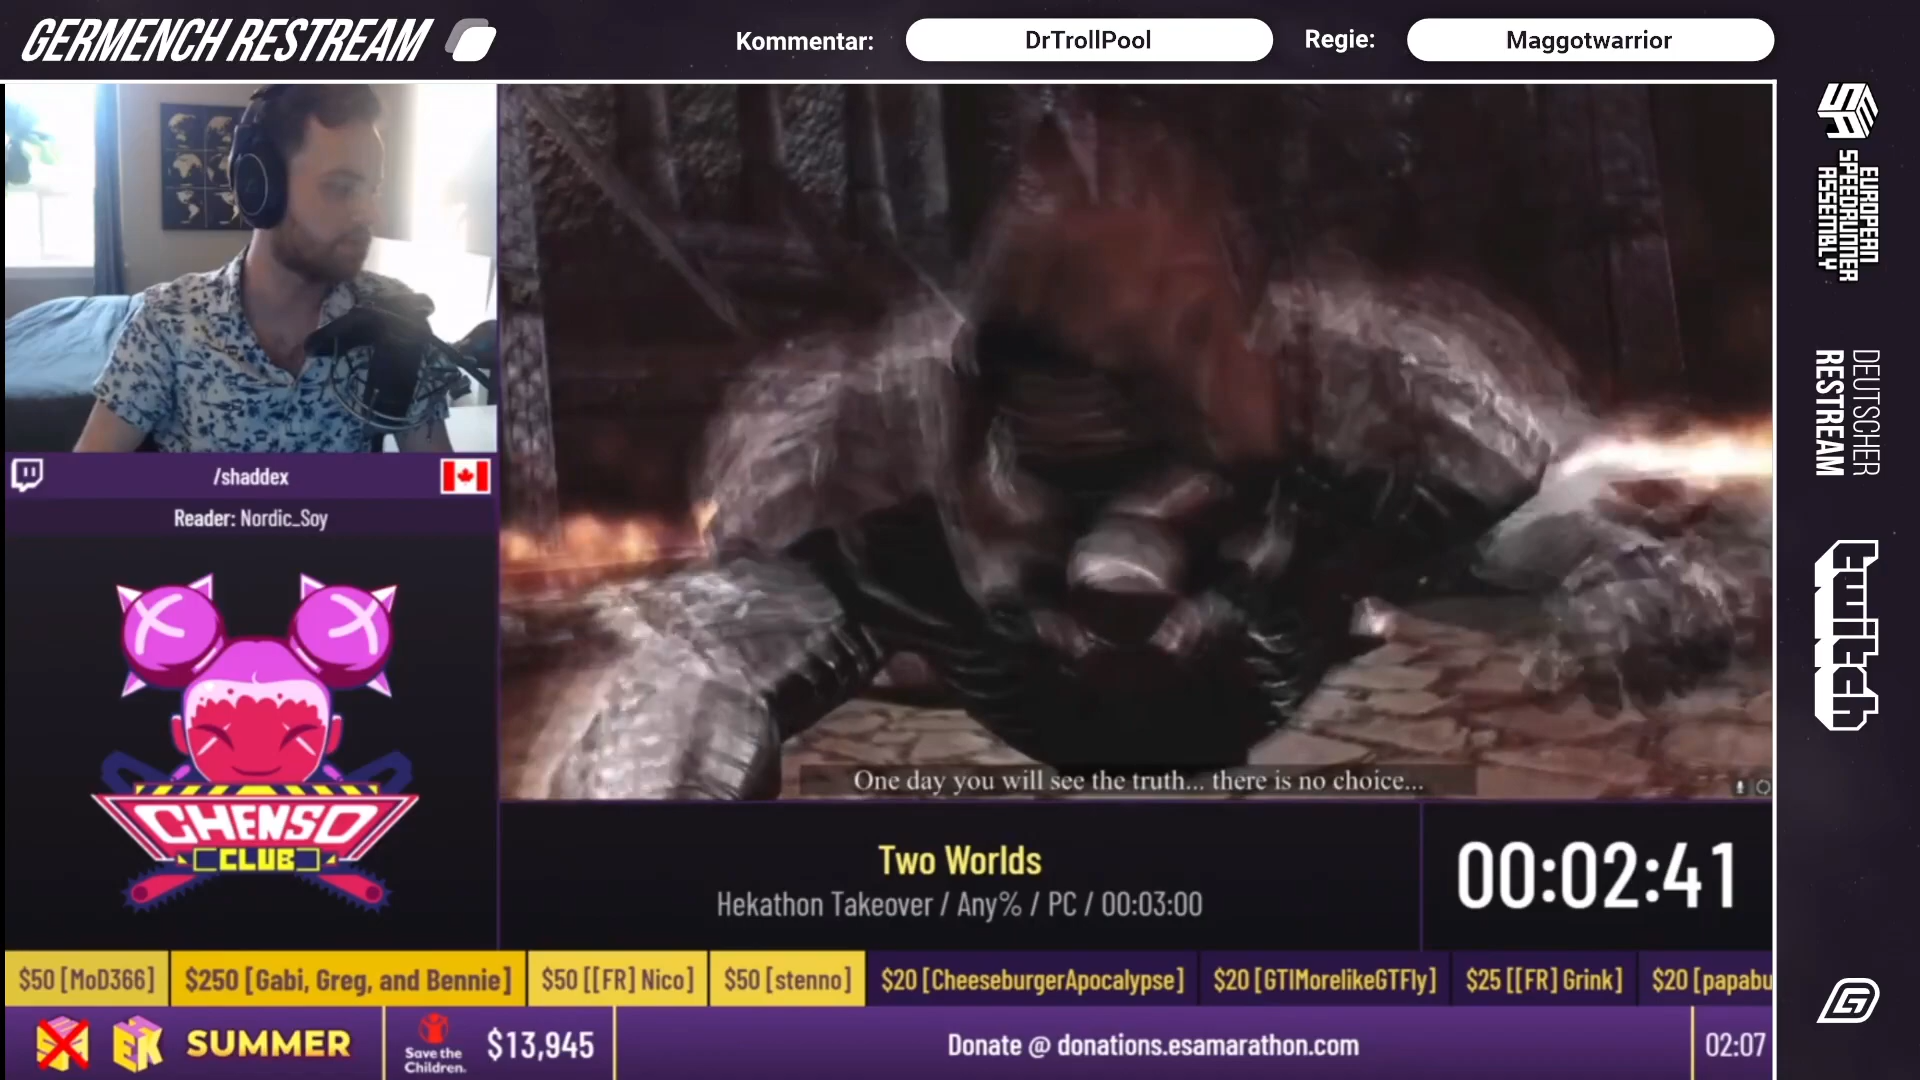 GERMENCH RESTREAM
Kommentar:
DrTrollPool
Regie:
Maggotwarrior
/shaddex
Reader: Nordic_Soy
CHENSO
CLUB
One day you will see the truth... there is no choice...
Two Worlds
Hekathon Takeover / Any% / PC / 00:03:00
00:02:41
$50 [MoD366]
$250 [Gabi, Greg, and Bennie]
$50 [[FR] Nico]
$50 [stenno]
$20 [CheeseburgerApocalypse]
$20 [GTIMorelikeGTFly]
$25 [[FR] Grink]
$20 [papabu
SUMMER
Save the
Children.
$13,945
Donate @ donations.esamarathon.com
02:07
EUROPEAN
SPEEDRUNNER
ASSEMBLY
DEUTSCHER
RESTREAM
twitch